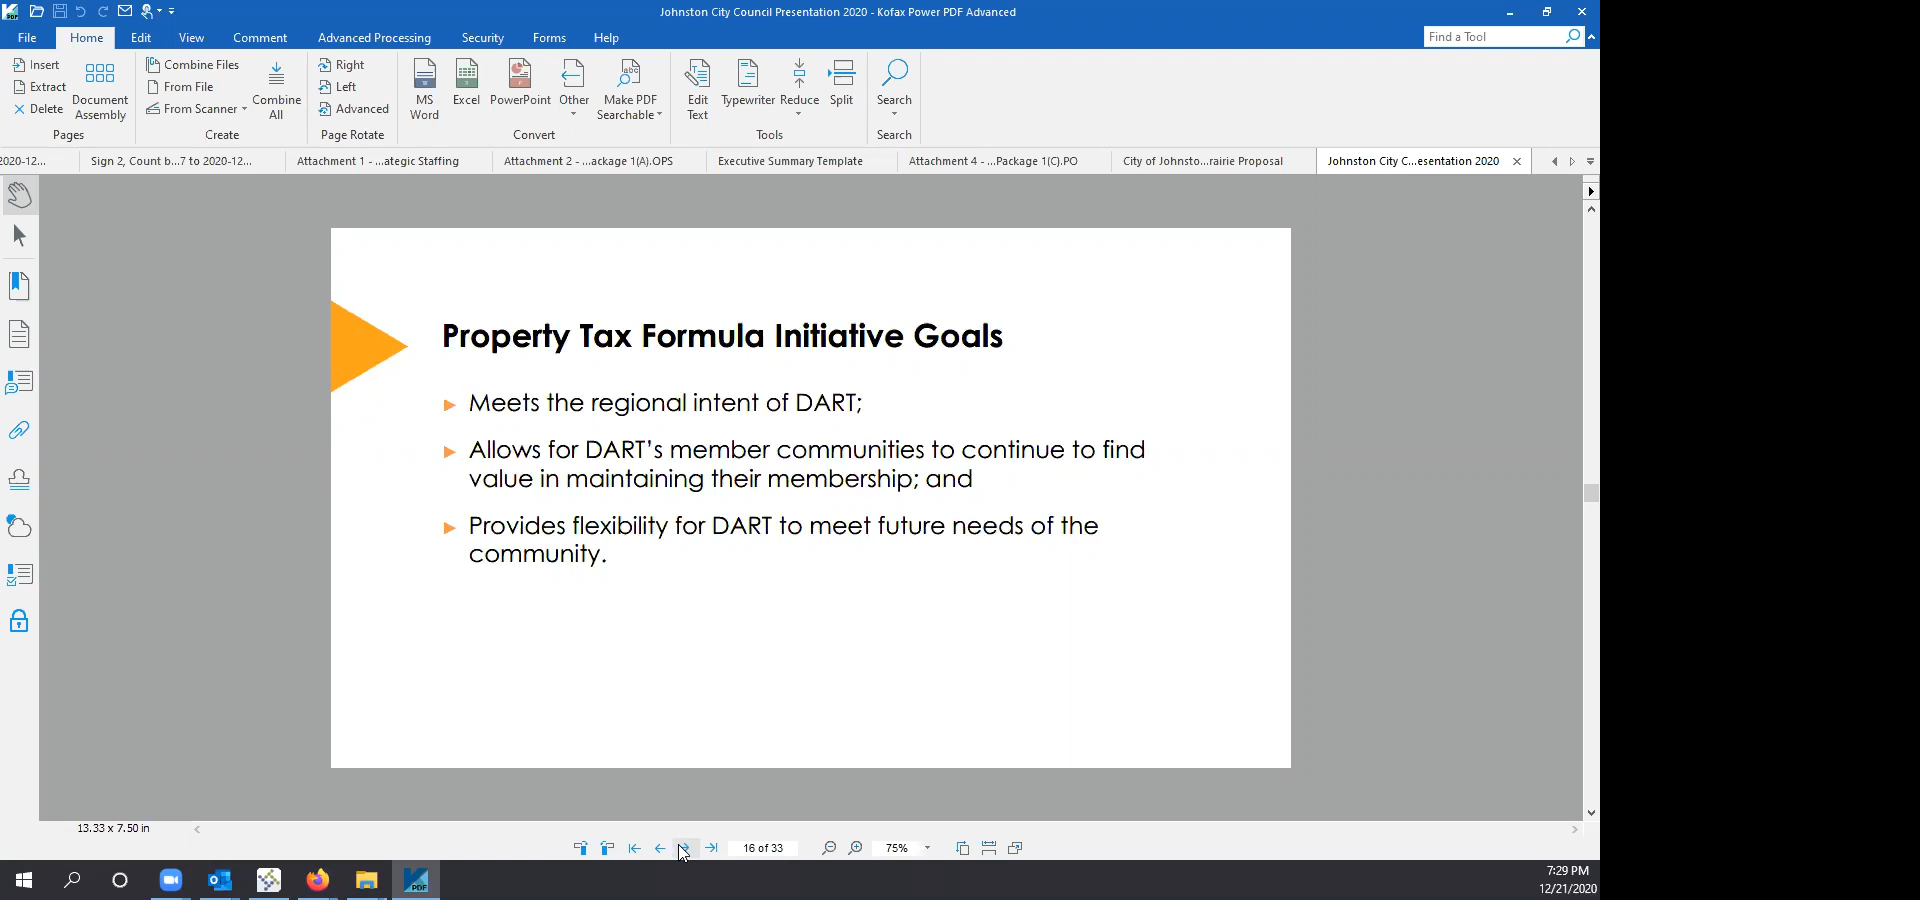 Johnston City Council Presentation 2020 - Kofax Power PDF Advanced
File Home Edit View Comment Advanced Processing Security Forms Help
Find a Tool
Insert
Extract
Delete
Document Assembly
Pages
Combine Files
From File
From Scanner
Combine All
Create
Right
Left
Advanced
Page Rotate
MS Word
Excel
PowerPoint
Other
Make PDF Searchable
Convert
Edit Text
Typewriter
Reduce
Split
Tools
Search
Search
2020-12... Sign 2, Count b...7 to 2020-12... Attachment 1 - ...ategic Staffing Attachment 2 - ...ackage 1(A).OPS Executive Summary Template Attachment 4 - ...Package 1(C).PO City of Johnsto...rairie Proposal Johnston City C...esentation 2020
Property Tax Formula Initiative Goals
Meets the regional intent of DART;
Allows for DART's member communities to continue to find
value in maintaining their membership; and
Provides flexibility for DART to meet future needs of the
community.
13.33 x 7.50 in
16 of 33
75%
7:29 PM
12/21/2020